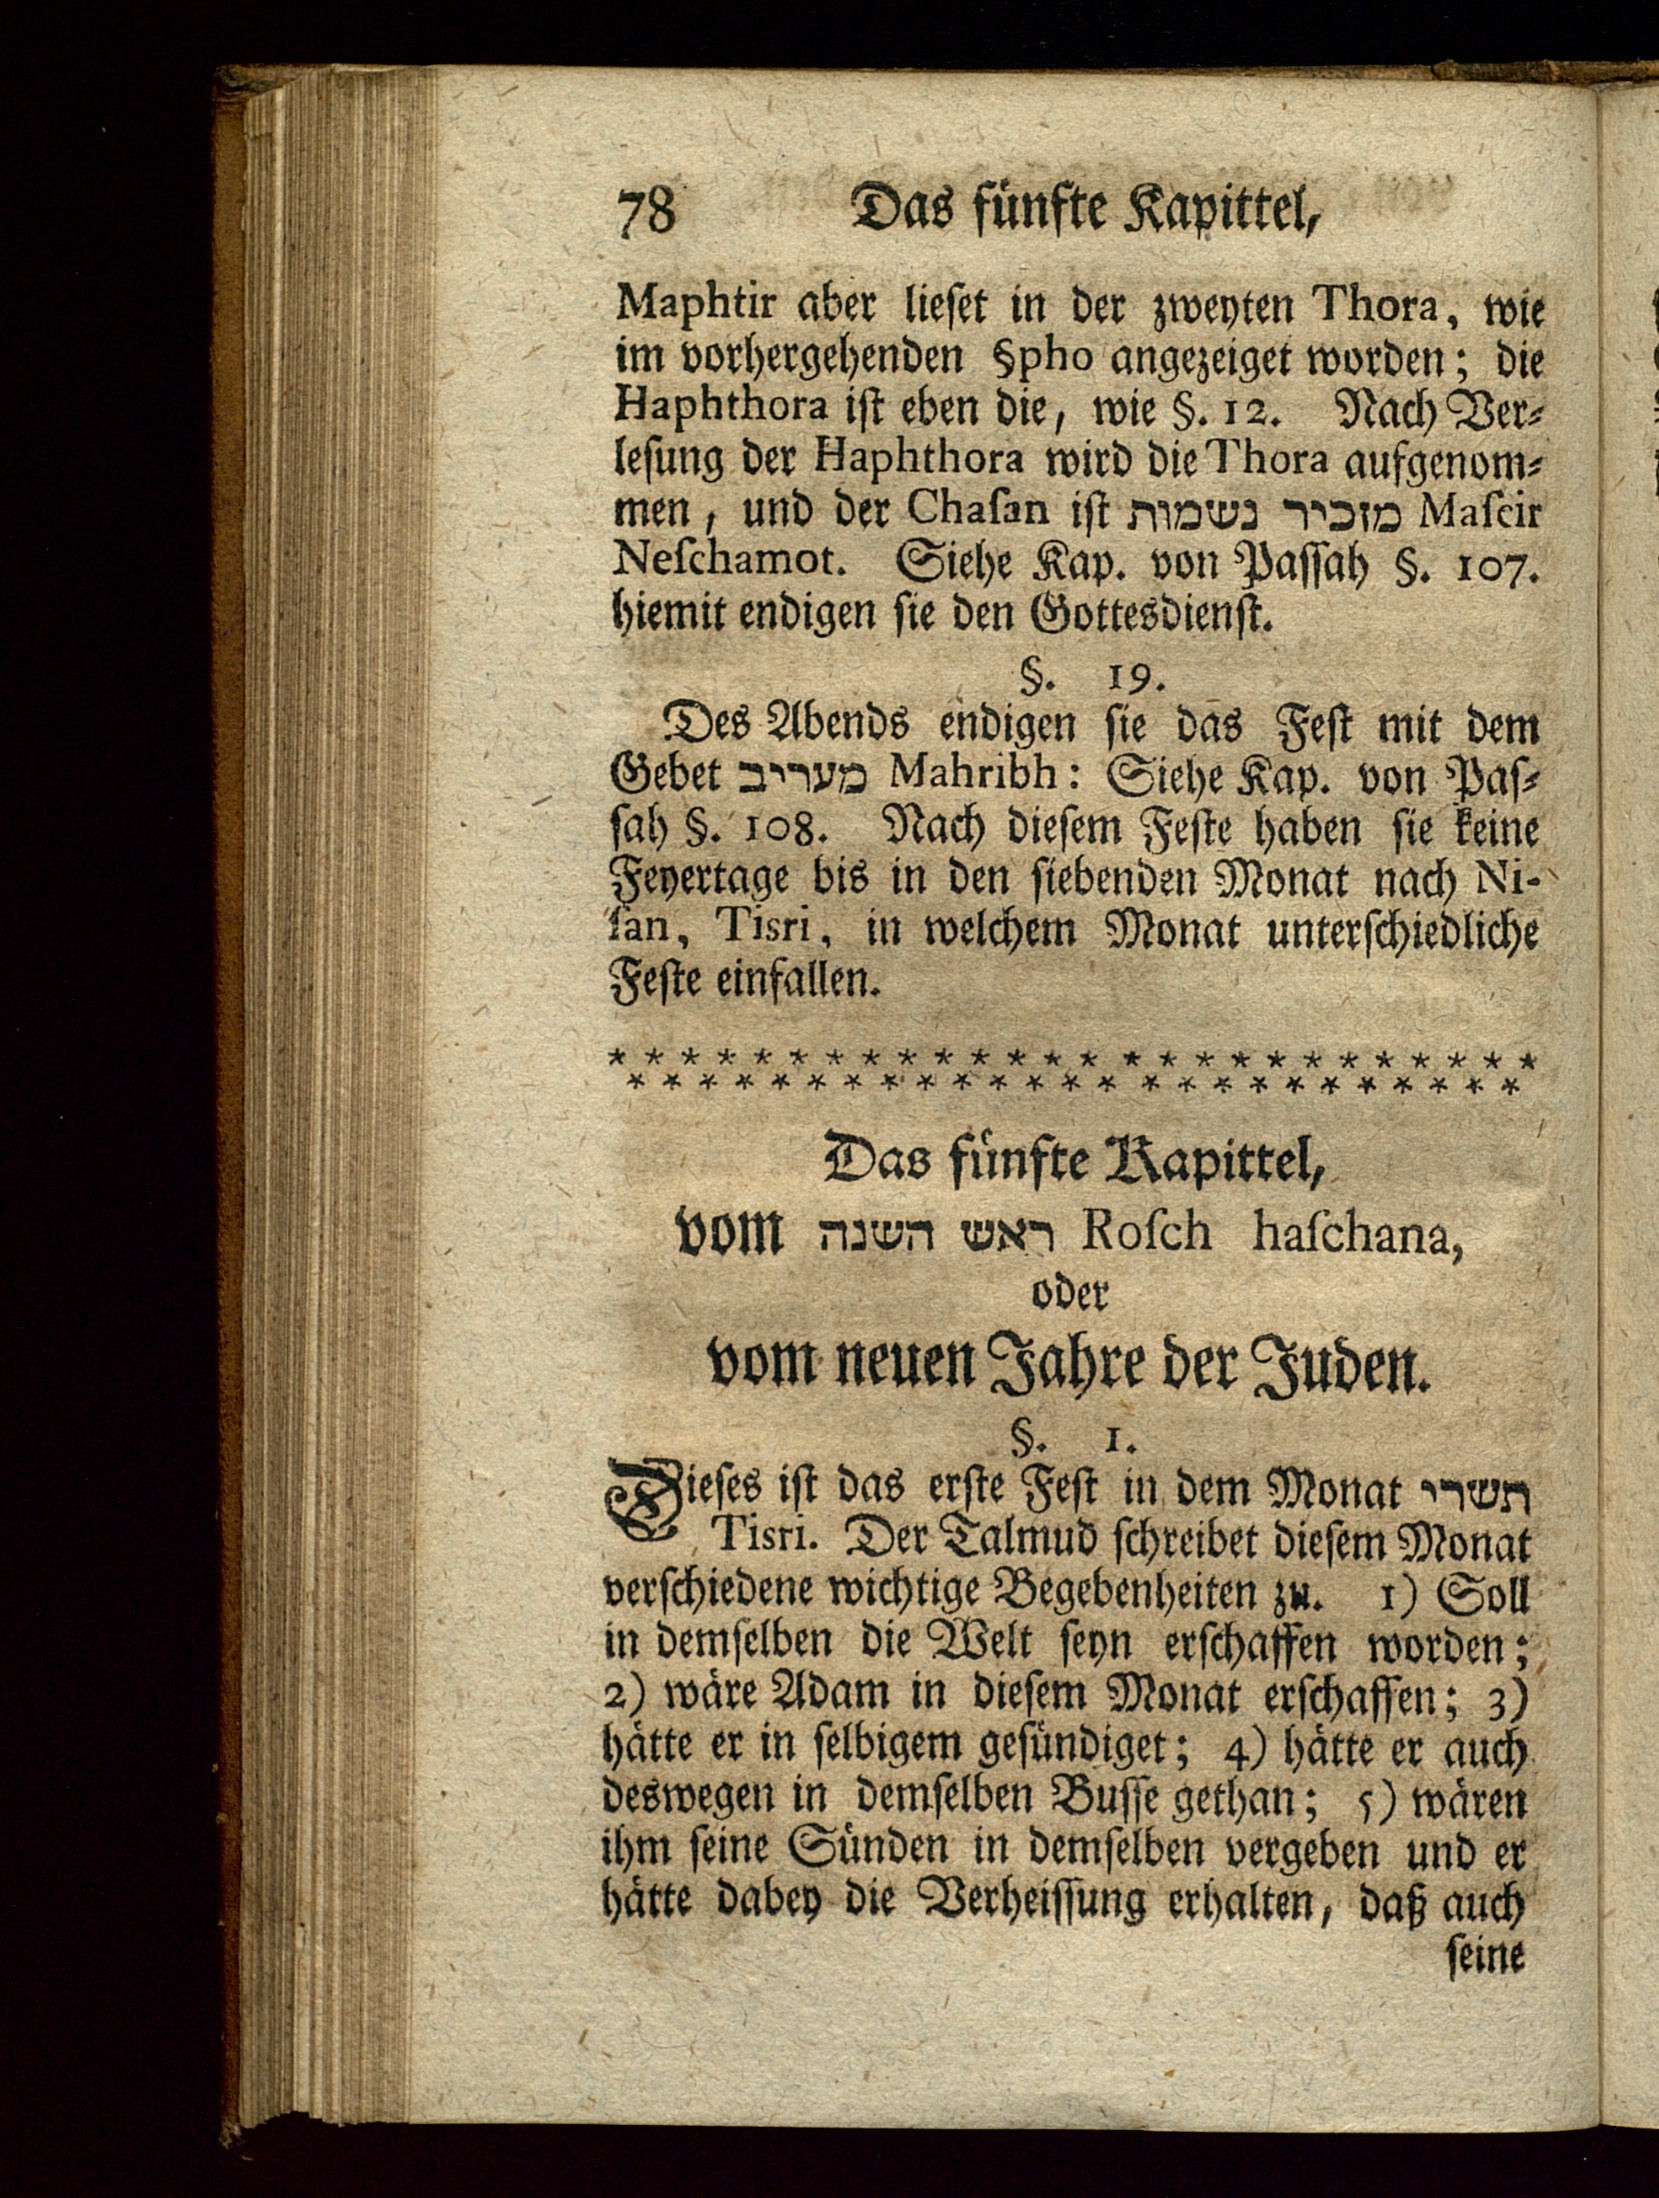 78 Das fünfte Kapittel,
Maphtir aber lieſet in der zweyten Thora, wie
im vorhergehenden §pho angezeiget worden; die
Haphthora iſt eben die, wie §. 12. Nach Ver⸗
leſung der Haphthora wird die Thora aufgenom⸗
men, und der Chaſan iſt מזכיר נשמות Maſcir
Neſchamot. Siehe Kap. von Paſſah §. 107.
hiemit endigen ſie den Gottesdienſt.
§. 19.
Des Abends endigen ſie das Feſt mit dem
Gebet מעריב Mahribh: Siehe Kap. von Paſ⸗
ſah §. 108. Nach dieſem Feſte haben ſie keine
Feyertage bis in den ſiebenden Monat nach Ni-
ſan, Tisri, in welchem Monat unterſchiedliche
Feſte einfallen.
* * * * * * * * * * * * * * * * * * * * * * * * * *
* * * * * * * * * * * * * * * * * * * * * * * * *
Das fünfte Kapittel,
vom ראש השנה Roſch haſchana,
oder
vom neuen Jahre der Juden.
§. 1.
Dieſes iſt das erſte Feſt in dem Monat תשרי
Tisri. Der Talmud ſchreibet dieſem Monat
verſchiedene wichtige Begebenheiten zu. 1) Soll
in demſelben die Welt ſeyn erſchaffen worden;
2) wäre Adam in dieſem Monat erſchaffen; 3)
hätte er in ſelbigem geſündiget; 4) hätte er auch
deswegen in demſelben Buſſe gethan; 5) wären
ihm ſeine Sünden in demſelben vergeben und er
hätte dabey die Verheiſſung erhalten, daß auch
ſeine